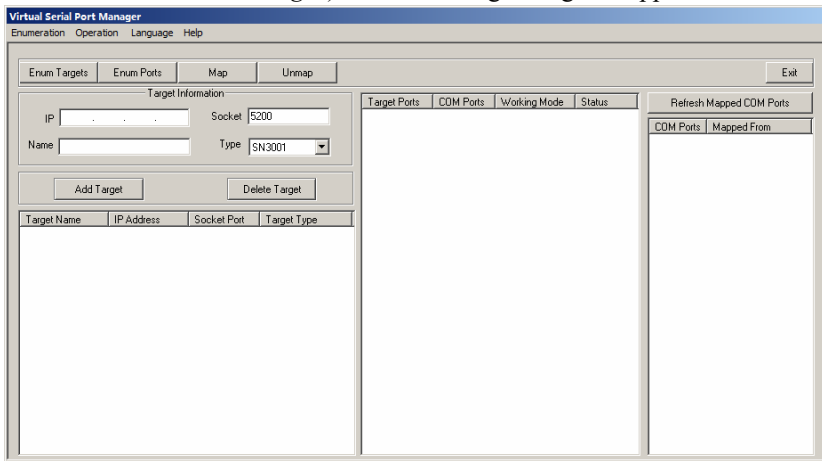 Virtual Serial Port Manager
Enumeration Operation Language Help
Enum Targets Enum Ports Map Unmap Exit
Target Information
IP . . . Socket 5200
Name Type SN3001
Add Target Delete Target
Target Name IP Address Socket Port Target Type
Target Ports COM Ports Working Mode Status
Refresh Mapped COM Ports
COM Ports Mapped From